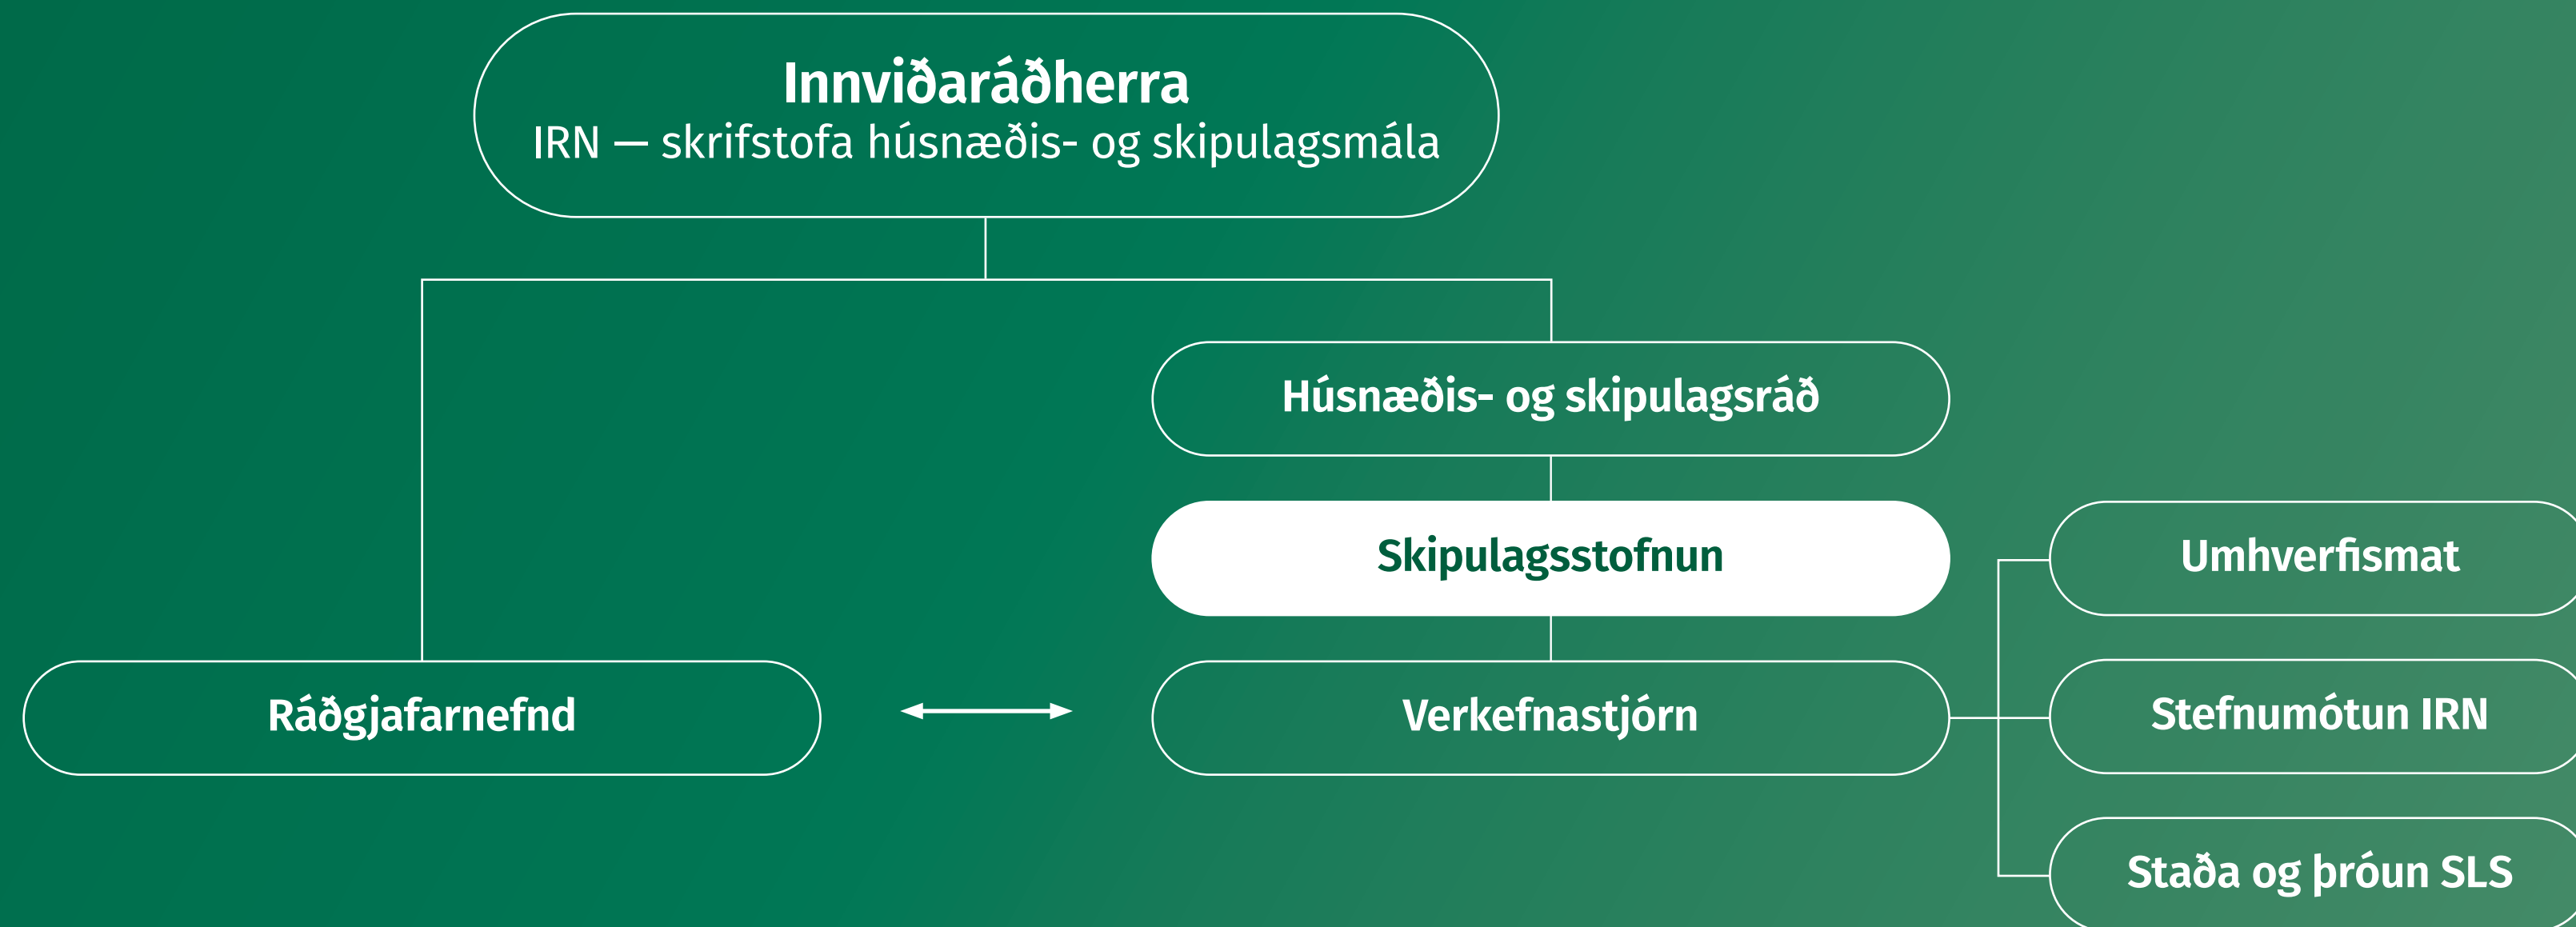 Innviðaráðherra
IRN — skrifstofa húsnæðis- og skipulagsmála
Húsnæðis- og skipulagsráð
Skipulagsstofnun
Umhverfismat
Ráðgjafarnefnd
Verkefnastjórn
Stefnumótun IRN
Staða og þróun SLS